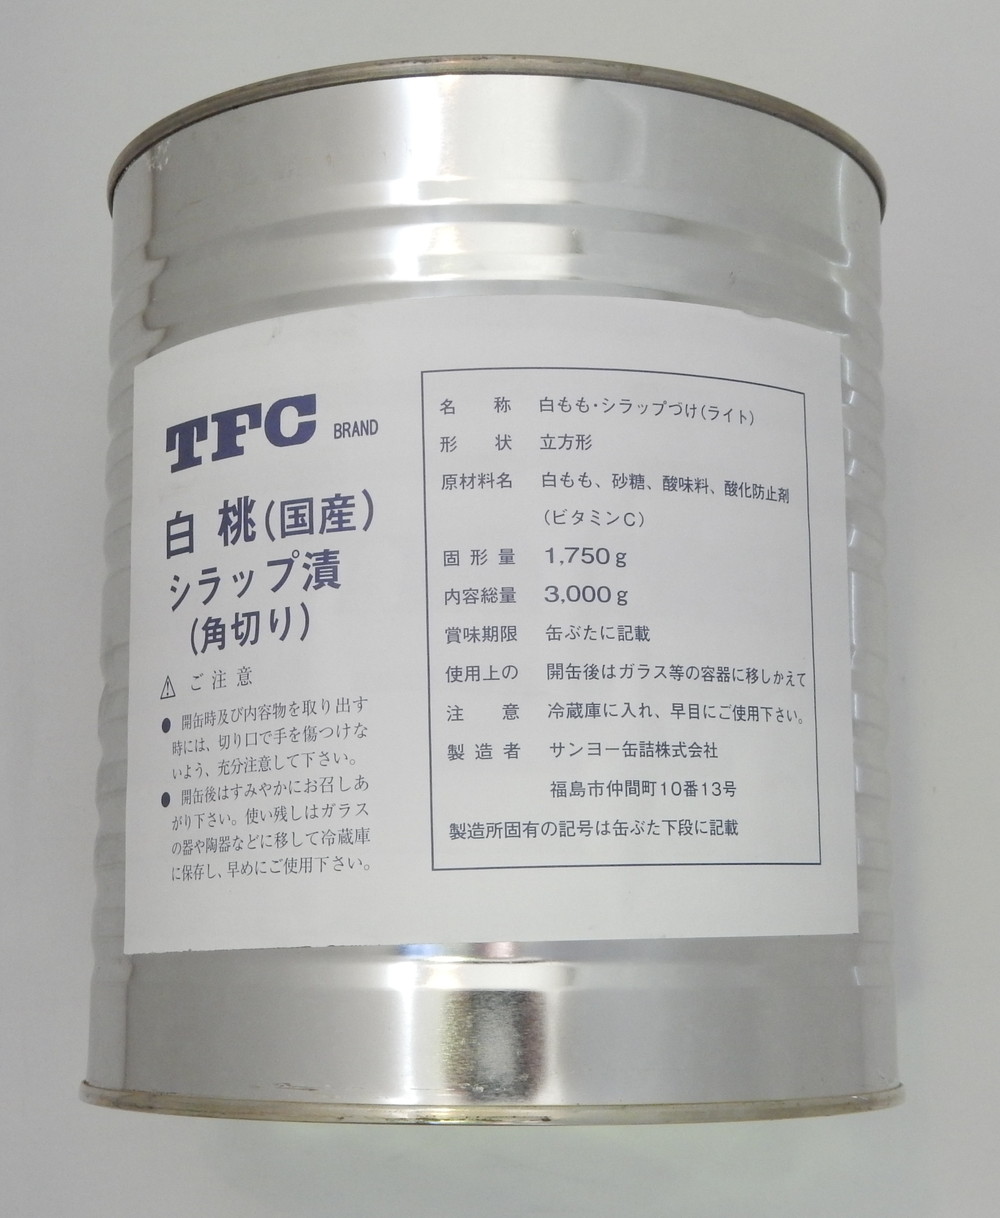 TFC BRAND
白桃(国産)
シラップ漬
(角切り)
⚠ ご注意
● 開缶時及び内容物を取り出す
時には、切り口で手を傷つけな
いよう、充分注意して下さい。
● 開缶後はすみやかにお召しあ
がり下さい。使い残しはガラス
の器や陶器などに移して冷蔵庫
に保存し、早めにご使用下さい。
名称 白もも・シラップづけ(ライト)
形状 立方形
原材料名 白もも、砂糖、酸味料、酸化防止剤
(ビタミンC)
固形量 1,750g
内容総量 3,000g
賞味期限 缶ぶたに記載
使用上の 開缶後はガラス等の容器に移しかえて
注意 冷蔵庫に入れ、早目にご使用下さい。
製造者 サンヨー缶詰株式会社
福島市仲間町10番13号
製造所固有の記号は缶ぶた下段に記載